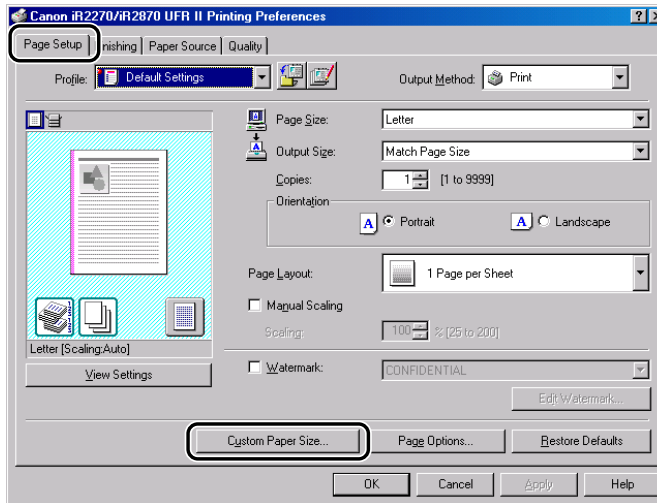 Canon iR2270/iR2870 UFR II Printing Preferences
Page Setup Finishing Paper Source Quality
Profile: Default Settings Output Method: Print
Page Size: Letter
Output Size: Match Page Size
Copies: 1 [1 to 9999]
Orientation
A Portrait A Landscape
Page Layout: 1 Page per Sheet
Manual Scaling
Scaling: 100 % [25 to 200]
Letter [Scaling:Auto]
View Settings
Watermark: CONFIDENTIAL
Edit Watermark...
Custom Paper Size... Page Options... Restore Defaults
OK Cancel Apply Help